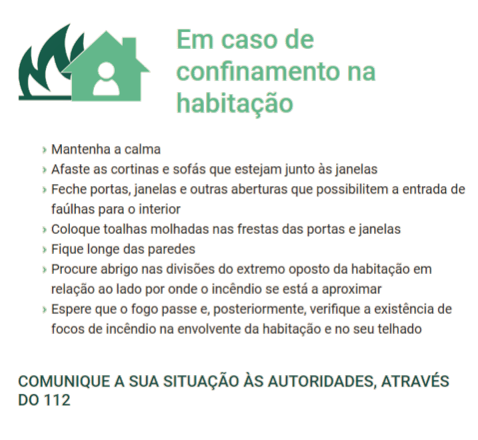 Em caso de
confinamento na
habitação
› Mantenha a calma
› Afaste as cortinas e sofás que estejam junto às janelas
› Feche portas, janelas e outras aberturas que possibilitem a entrada de
faúlhas para o interior
› Coloque toalhas molhadas nas frestas das portas e janelas
› Fique longe das paredes
› Procure abrigo nas divisões do extremo oposto da habitação em
relação ao lado por onde o incêndio se está a aproximar
› Espere que o fogo passe e, posteriormente, verifique a existência de
focos de incêndio na envolvente da habitação e no seu telhado
COMUNIQUE A SUA SITUAÇÃO ÀS AUTORIDADES, ATRAVÉS
DO 112